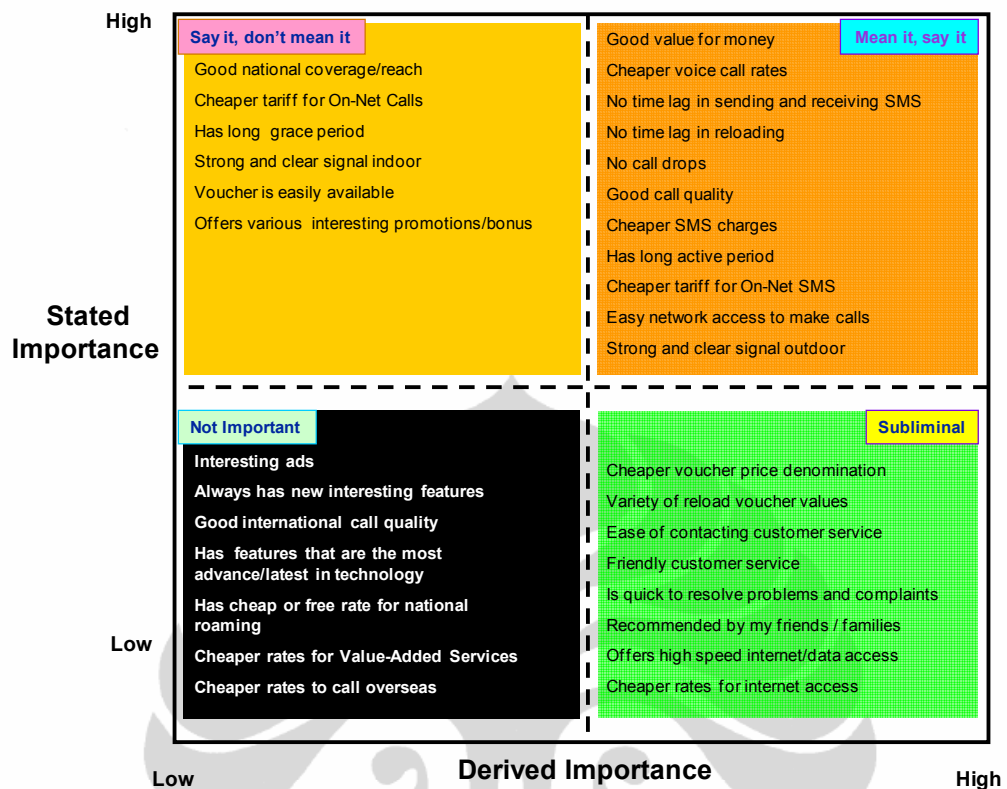 High
Say it, don't mean it
Good national coverage/reach
Cheaper tariff for On-Net Calls
Has long grace period
Strong and clear signal indoor
Voucher is easily available
Offers various interesting promotions/bonus
Mean it, say it
Good value for money
Cheaper voice call rates
No time lag in sending and receiving SMS
No time lag in reloading
No call drops
Good call quality
Cheaper SMS charges
Has long active period
Cheaper tariff for On-Net SMS
Easy network access to make calls
Strong and clear signal outdoor
Stated
Importance
Not Important
Interesting ads
Always has new interesting features
Good international call quality
Has features that are the most
advance/latest in technology
Has cheap or free rate for national
roaming
Cheaper rates for Value-Added Services
Cheaper rates to call overseas
Subliminal
Cheaper voucher price denomination
Variety of reload voucher values
Ease of contacting customer service
Friendly customer service
Is quick to resolve problems and complaints
Recommended by my friends / families
Offers high speed internet/data access
Cheaper rates for internet access
Low
Low
Derived Importance
High